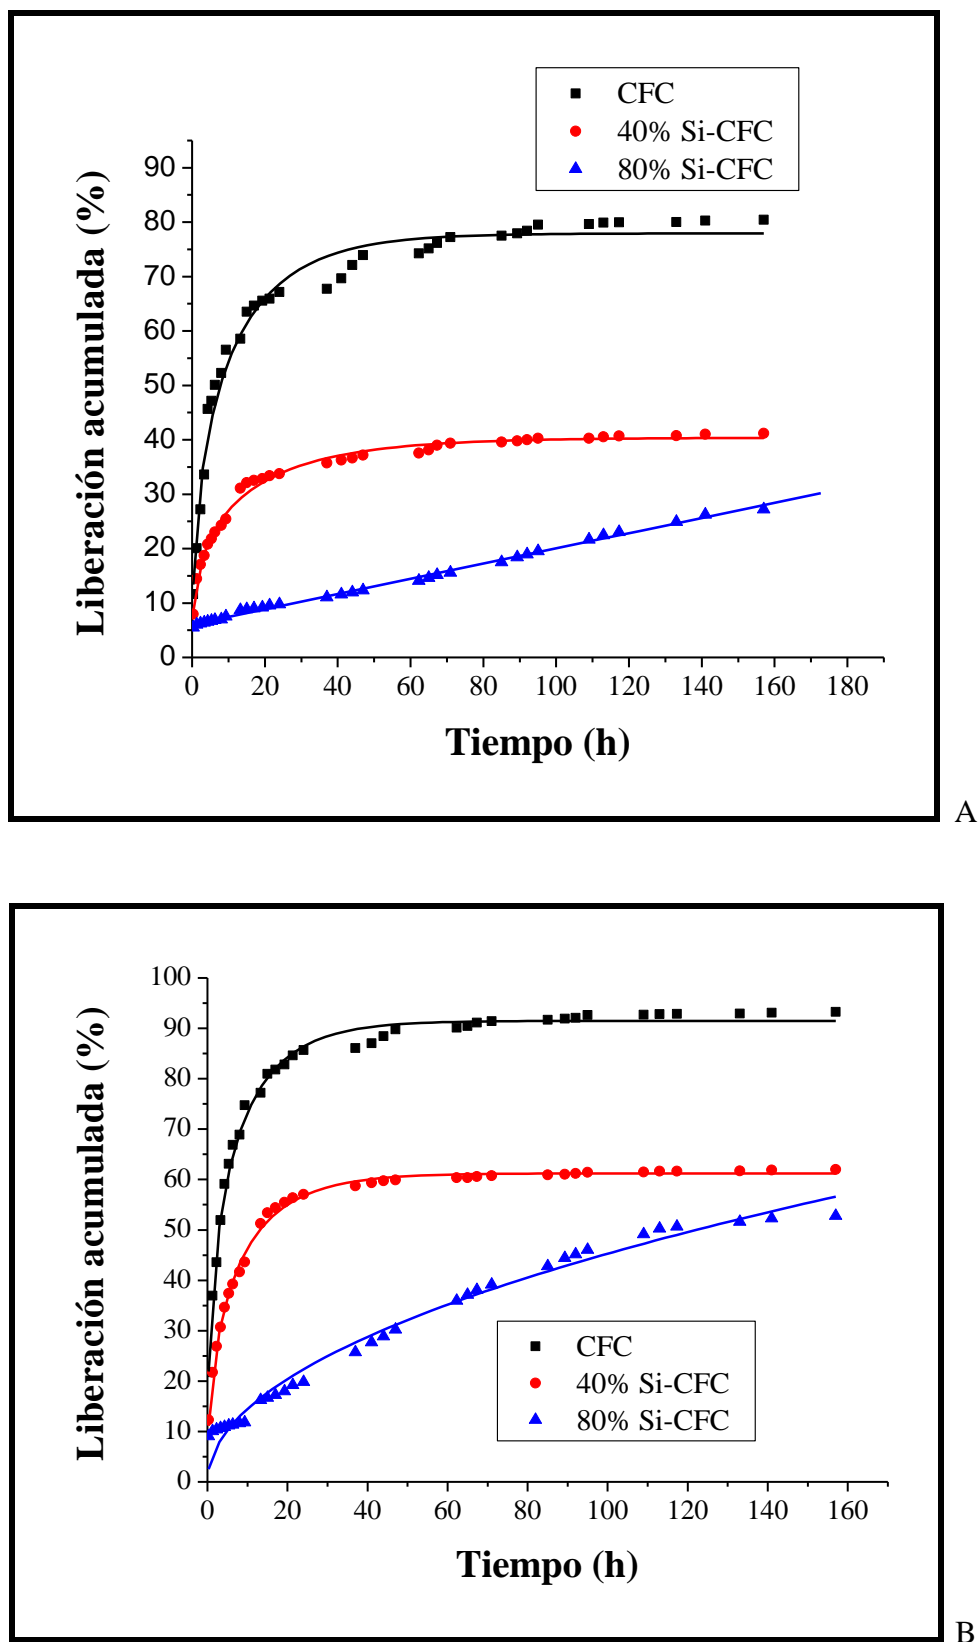 CFC
40% Si-CFC
80% Si-CFC
90
80
70
60
50
40
30
20
10
0
Liberación acumulada (%)
0 20 40 60 80 100 120 140 160 180
Tiempo (h)
A
100
90
80
70
60
50
40
30
20
10
0
Liberación acumulada (%)
CFC
40% Si-CFC
80% Si-CFC
0 20 40 60 80 100 120 140 160
Tiempo (h)
B